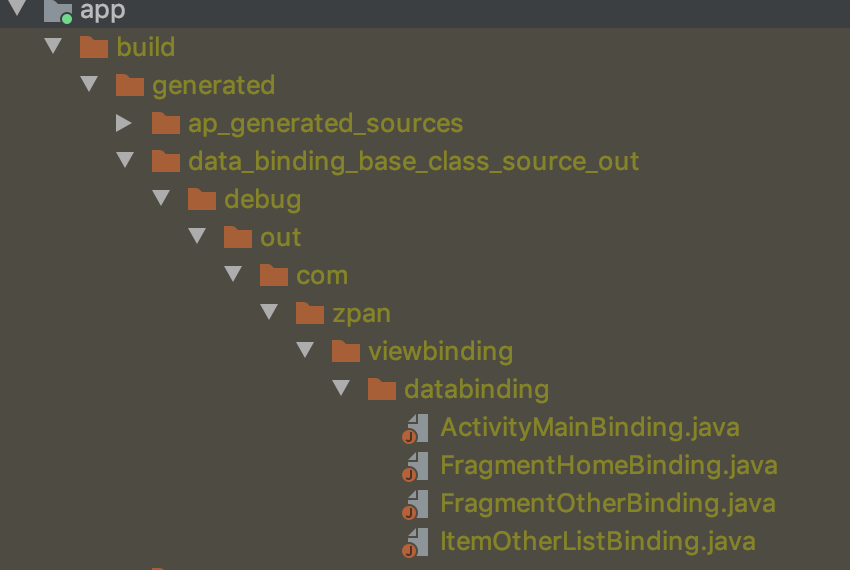 app
build
generated
ap_generated_sources
data_binding_base_class_source_out
debug
out
com
zpan
viewbinding
databinding
ActivityMainBinding.java
FragmentHomeBinding.java
FragmentOtherBinding.java
ItemOtherListBinding.java